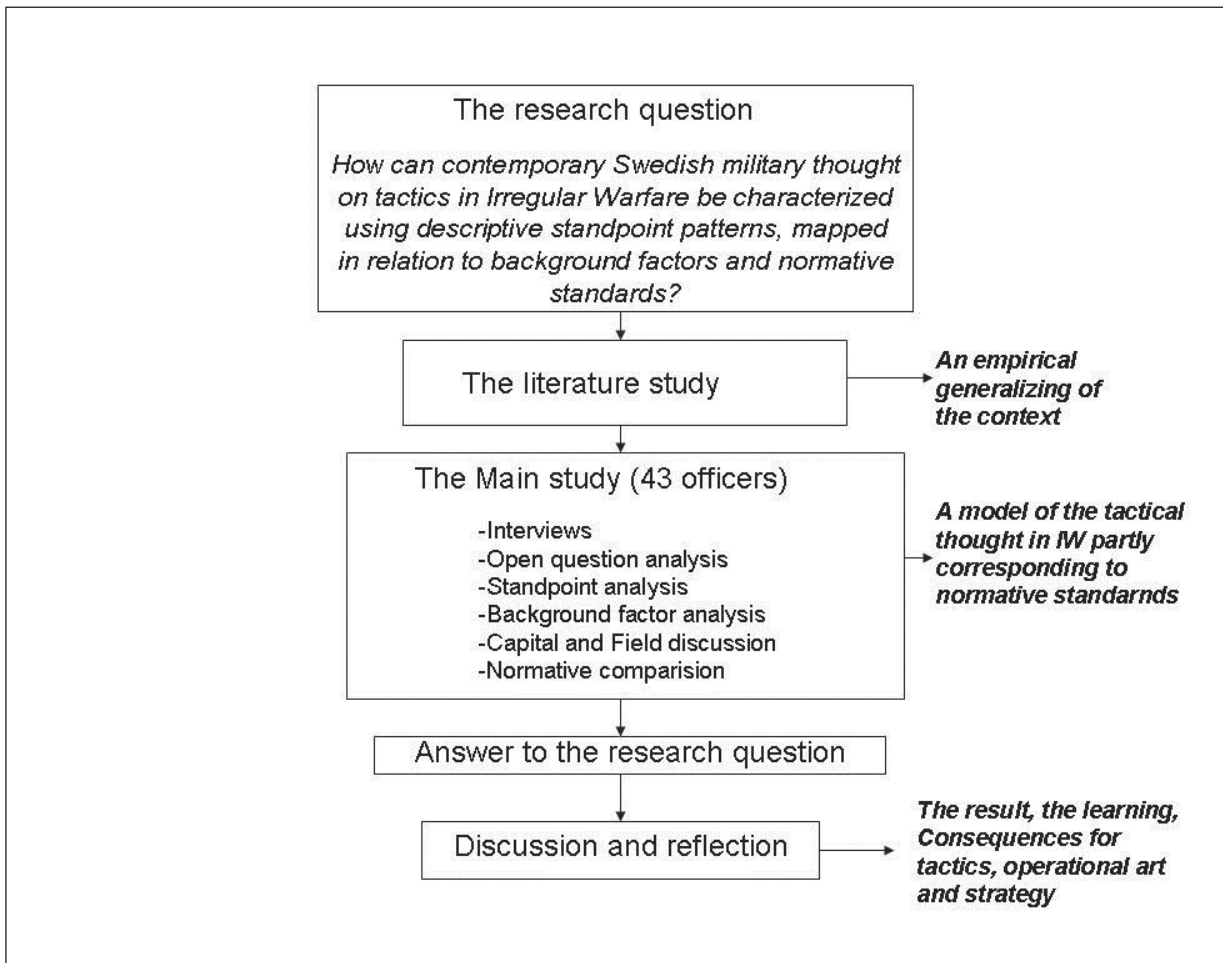 The research question
How can contemporary Swedish military thought
on tactics in Irregular Warfare be characterized
using descriptive standpoint patterns, mapped
in relation to background factors and normative
standards?
The literature study
An empirical
generalizing of
the context
The Main study (43 officers)
-Interviews
-Open question analysis
-Standpoint analysis
-Background factor analysis
-Capital and Field discussion
-Normative comparision
A model of the tactical
thought in IW partly
corresponding to
normative standarnds
Answer to the research question
Discussion and reflection
The result, the learning,
Consequences for
tactics, operational art
and strategy